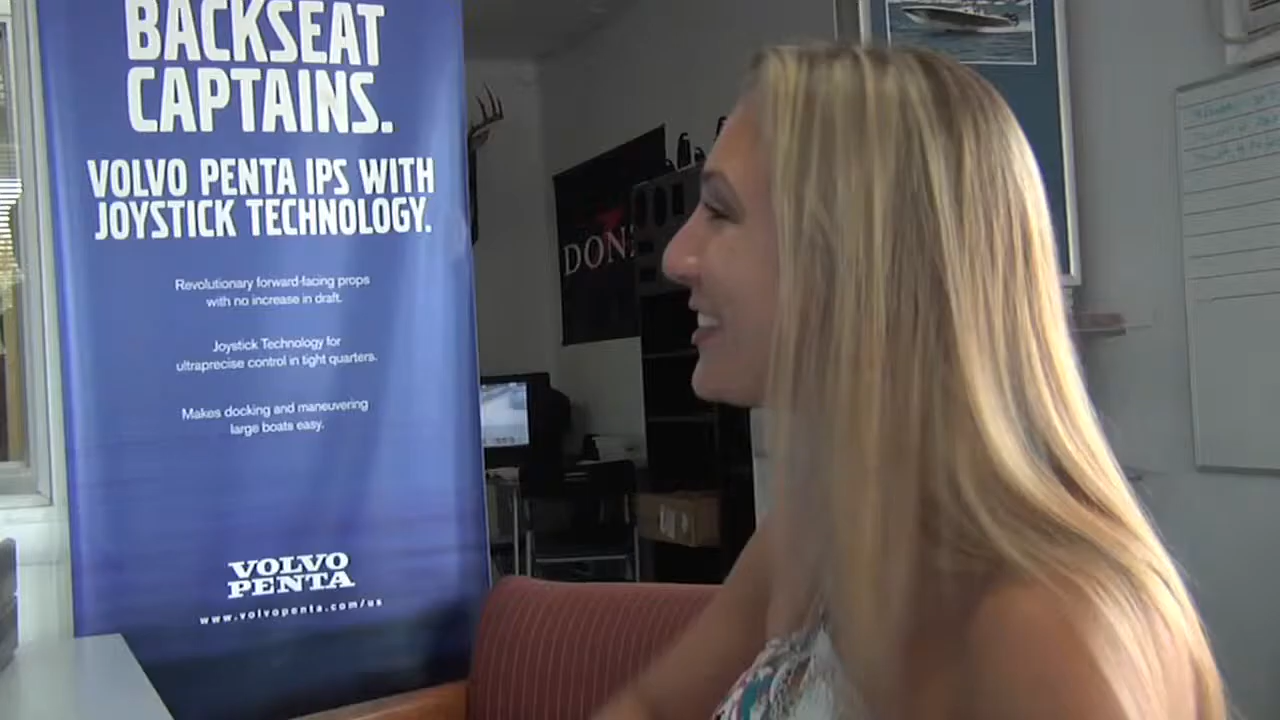 BACKSEAT
CAPTAINS.
VOLVO PENTA IPS WITH
JOYSTICK TECHNOLOGY.
Revolutionary forward-facing props
with no increase in draft.
Joystick Technology for
ultraprecise control in tight quarters.
Makes docking and maneuvering
large boats easy.
VOLVO
PENTA
www.volvopenta.com/us